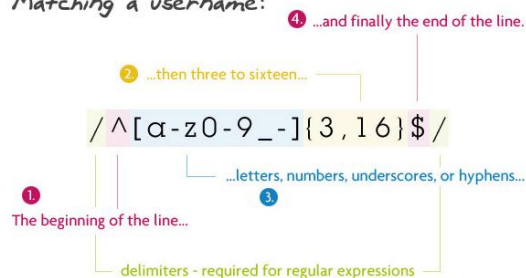 Matching a username:
4. ...and finally the end of the line.
2. ...then three to sixteen...
/^[a-z0-9_-]{3,16}$/
...letters, numbers, underscores, or hyphens...
3.
1.
The beginning of the line...
delimiters - required for regular expressions